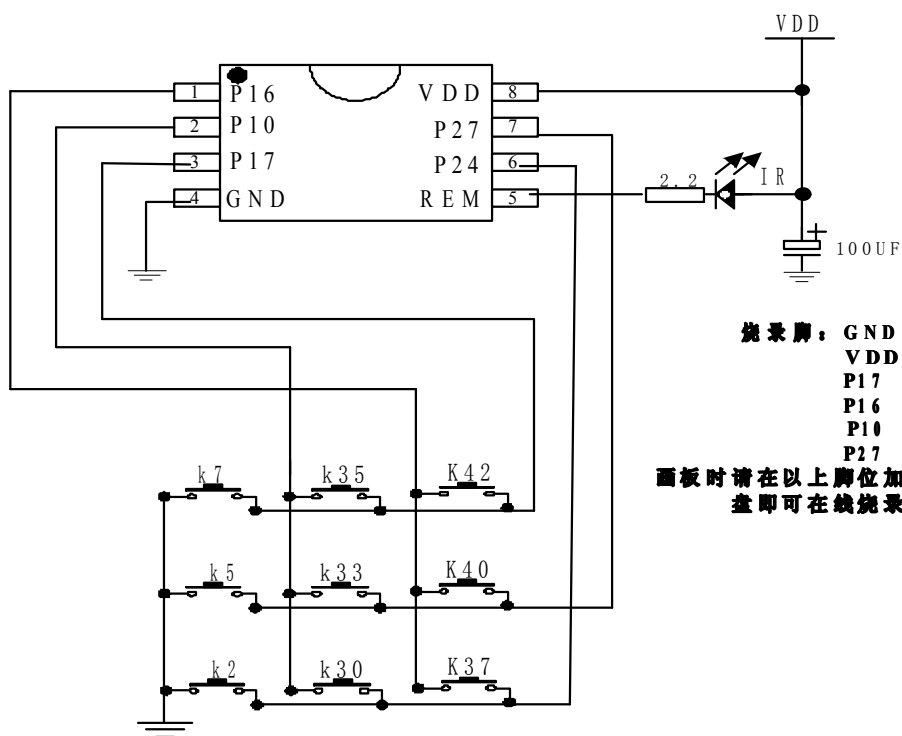 VDD
1 P16 VDD 8
2 P10 P27 7
3 P17 P24 6
4 GND REM 5
2.2 IR
+
100UF
烧录脚：GND
VDD
P17
P16
P10
P27
画板时请在以上脚位加
盘即可在线烧录
k7 k35 K42
k5 k33 K40
k2 k30 K37